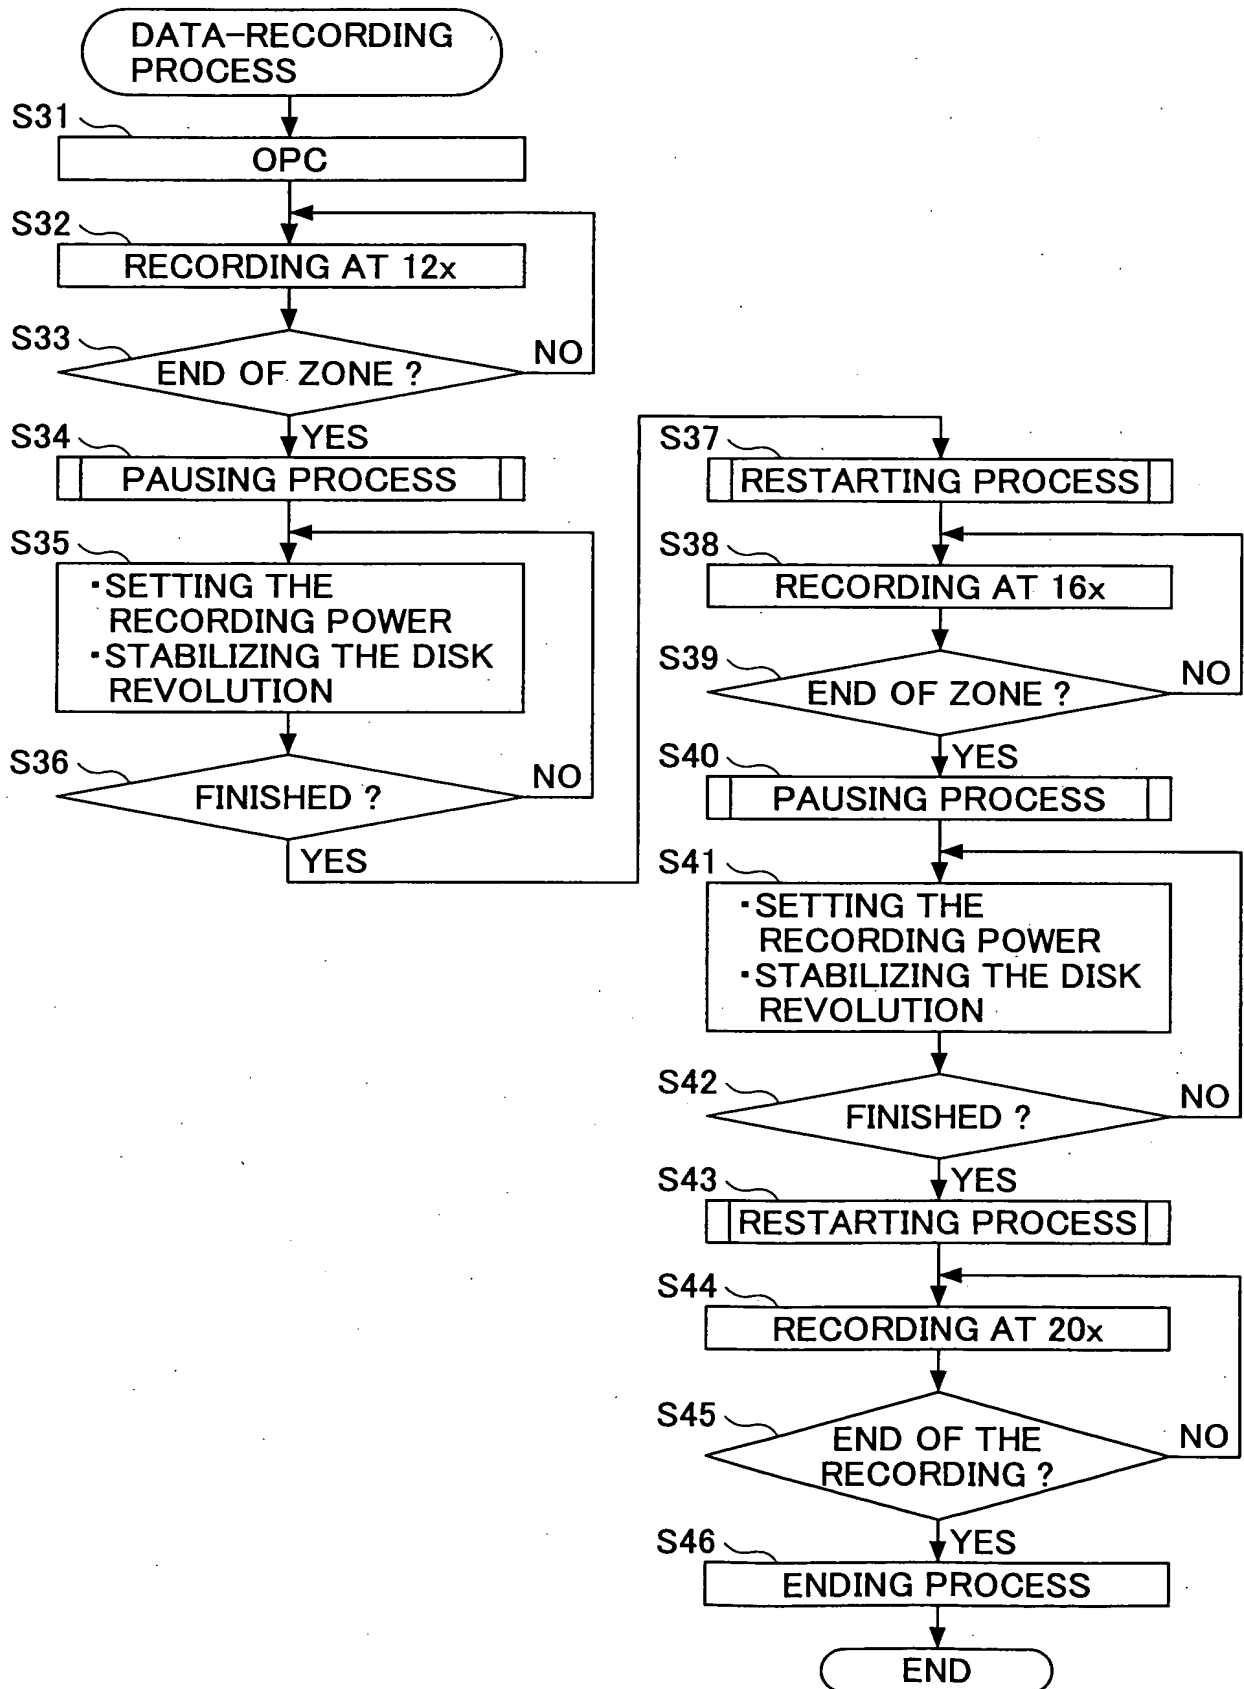 DATA-RECORDING
PROCESS
S31
OPC
S32
RECORDING AT 12x
S33
END OF ZONE ?
NO
YES
S34
PAUSING PROCESS
S35
・SETTING THE
RECORDING POWER
・STABILIZING THE DISK
REVOLUTION
S36
FINISHED ?
NO
YES
S37
RESTARTING PROCESS
S38
RECORDING AT 16x
S39
END OF ZONE ?
NO
YES
S40
PAUSING PROCESS
S41
・SETTING THE
RECORDING POWER
・STABILIZING THE DISK
REVOLUTION
S42
FINISHED ?
NO
YES
S43
RESTARTING PROCESS
S44
RECORDING AT 20x
S45
END OF THE
RECORDING ?
NO
YES
S46
ENDING PROCESS
END